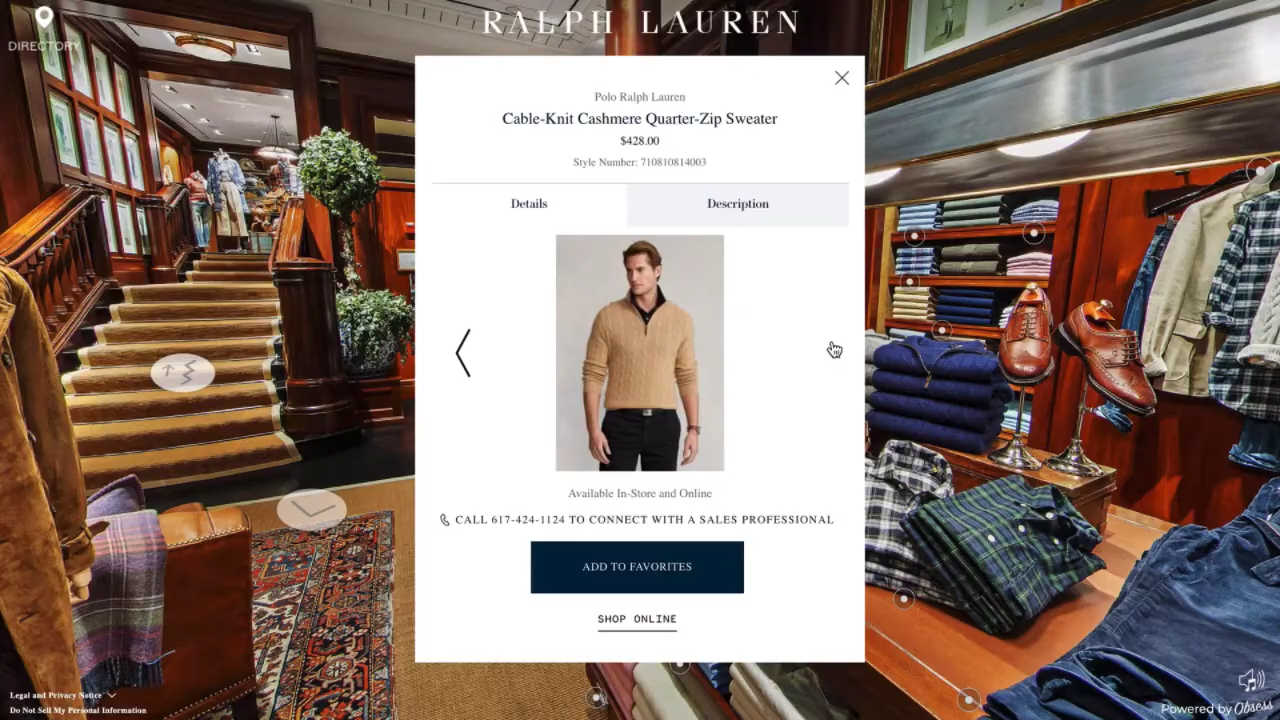 RALPH LAUREN
DIRECTORY
Polo Ralph Lauren
Cable-Knit Cashmere Quarter-Zip Sweater
$428.00
Style Number: 710810814003
Details
Description
Available In-Store and Online
CALL 617-424-1124 TO CONNECT WITH A SALES PROFESSIONAL
ADD TO FAVORITES
SHOP ONLINE
Legal and Privacy Notice
Do Not Sell My Personal Information
Powered by Obsess